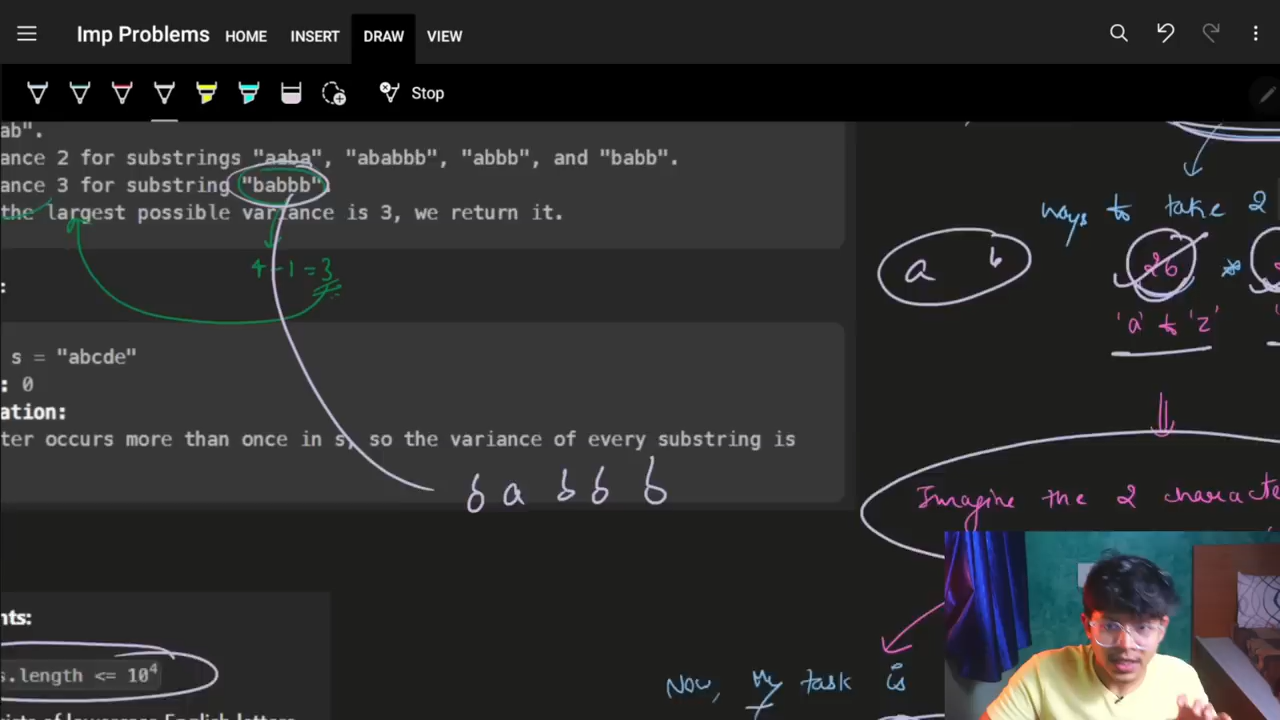 Imp Problems HOME INSERT DRAW VIEW
Stop
ab".
ance 2 for substrings "aaba", "ababbb", "abbb", and "babb".
ance 3 for substring "babbb".
the largest possible variance is 3, we return it.
4 - 1 = 3
:
s = "abcde"
: 0
ation:
ter occurs more than once in s, so the variance of every substring is
b a b b b
nts:
s.length <= 10^4
ways to take 2
a b
26 *
'a' to 'z'
Imagine the 2 characte
Now, my task is